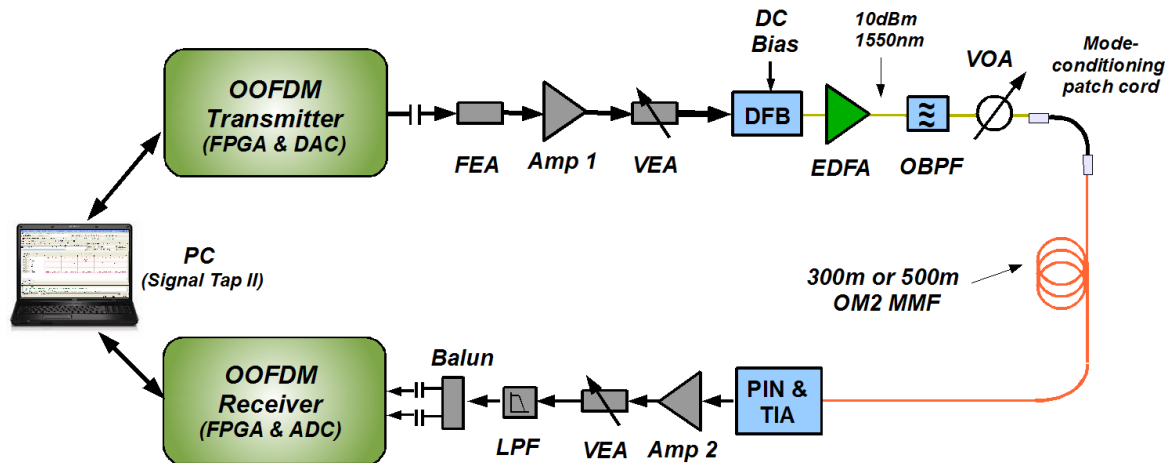 OOFDM
Transmitter
(FPGA & DAC)
FEA
Amp 1
VEA
DC
Bias
DFB
EDFA
10dBm
1550nm
OBPF
VOA
Mode-
conditioning
patch cord
PC
(Signal Tap II)
300m or 500m
OM2 MMF
OOFDM
Receiver
(FPGA & ADC)
Balun
LPF
VEA
Amp 2
PIN &
TIA